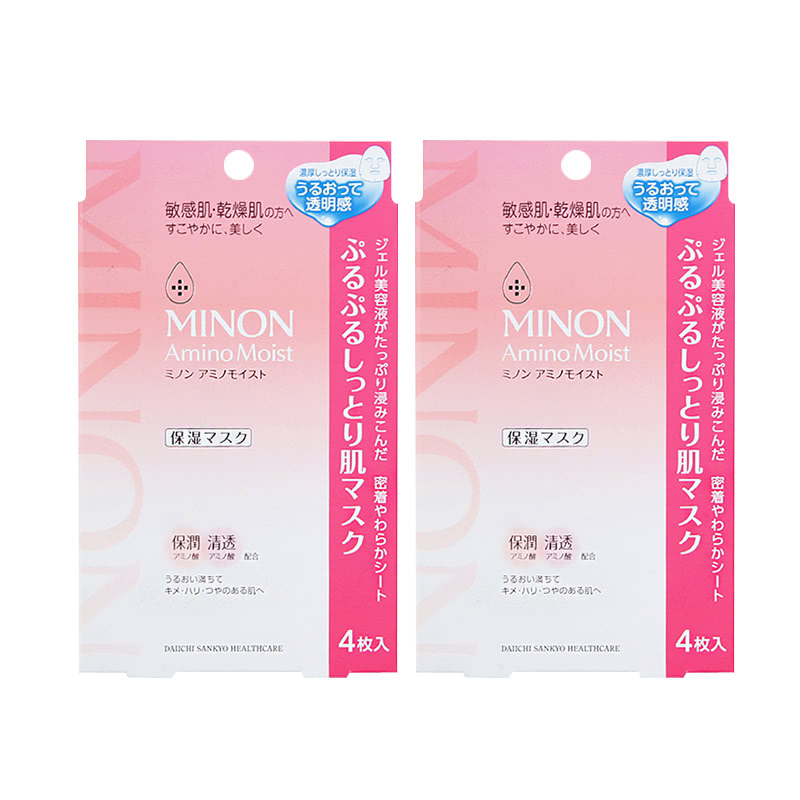 濃厚しっとり保湿
うるおって
透明感
敏感肌・乾燥肌の方へ
すこやかに、美しく
MINON
MINON
Amino Moist
ミノン アミノモイスト
保湿マスク
保潤 清透
アミノ酸 アミノ酸 配合
うるおい満ちて
キメ・ハリ・つやのある肌へ
DAIICHI SANKYO HEALTHCARE
ジェル美容液がたっぷり浸みこんだ 密着やわらかシート
ぷるぷるしっとり肌マスク
4枚入
濃厚しっとり保湿
うるおって
透明感
敏感肌・乾燥肌の方へ
すこやかに、美しく
MINON
MINON
Amino Moist
ミノン アミノモイスト
保湿マスク
保潤 清透
アミノ酸 アミノ酸 配合
うるおい満ちて
キメ・ハリ・つやのある肌へ
DAIICHI SANKYO HEALTHCARE
ジェル美容液がたっぷり浸みこんだ 密着やわらかシート
ぷるぷるしっとり肌マスク
4枚入